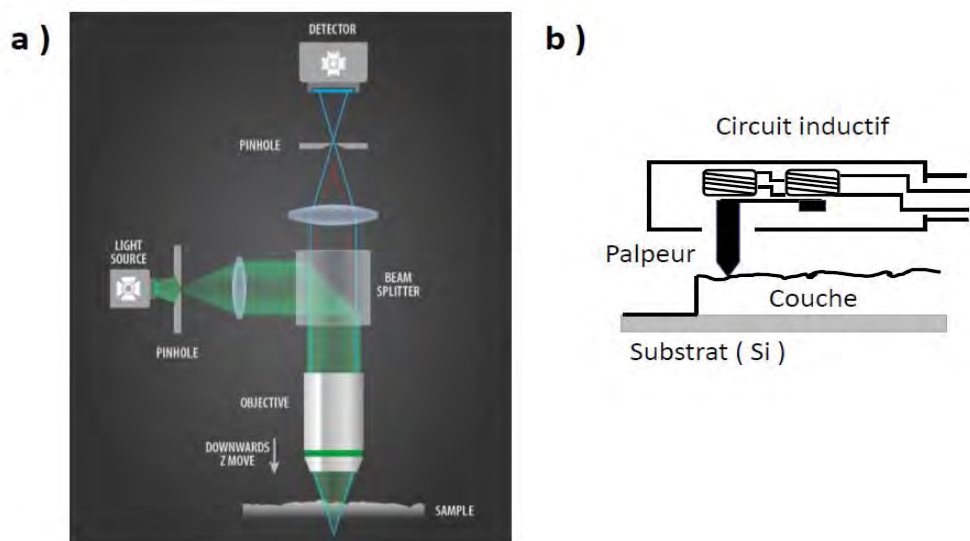 a )
DETECTOR
PINHOLE
LIGHT
SOURCE
BEAM
SPLITTER
PINHOLE
OBJECTIVE
DOWNWARDS
Z MOVE
SAMPLE
b )
Circuit inductif
Palpeur
Couche
Substrat ( Si )